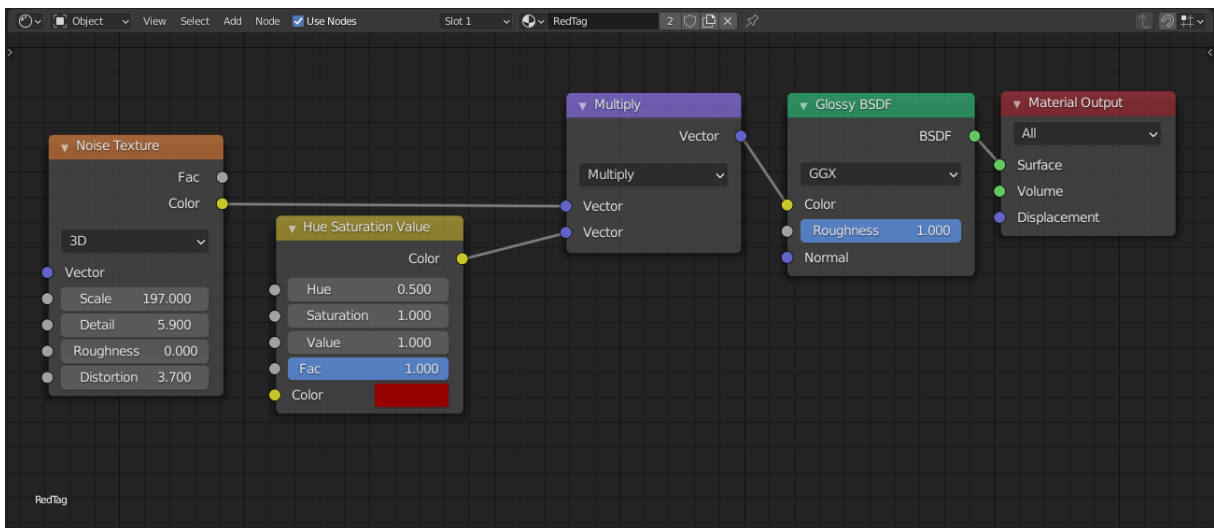 Object View Select Add Node Use Nodes Slot 1 RedTag 2
Noise Texture
Fac
Color
3D
Vector
Scale 197.000
Detail 5.900
Roughness 0.000
Distortion 3.700
Hue Saturation Value
Color
Hue 0.500
Saturation 1.000
Value 1.000
Fac 1.000
Color
Multiply
Vector
Multiply
Vector
Vector
Glossy BSDF
BSDF
GGX
Color
Roughness 1.000
Normal
Material Output
All
Surface
Volume
Displacement
RedTag